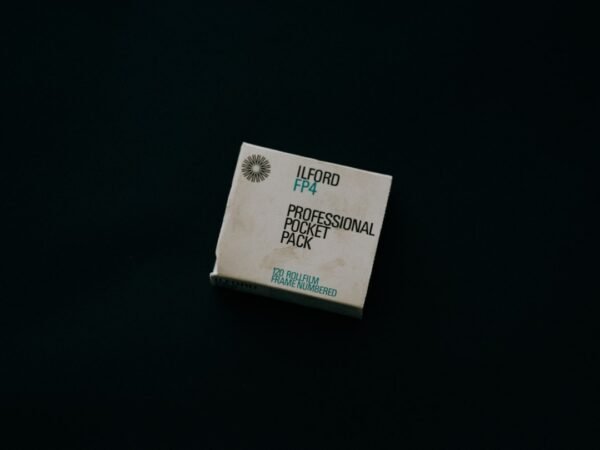 ILFORD
FP4
PROFESSIONAL
POCKET
PACK
120 ROLLFILM
FRAME NUMBERED